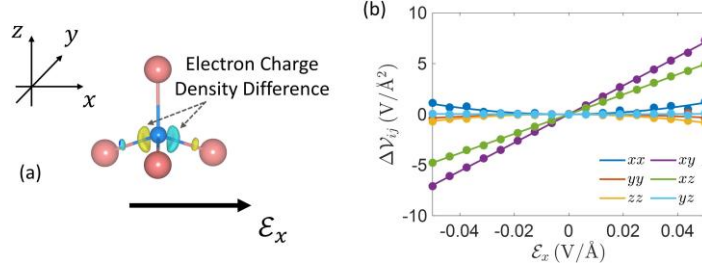 z
y
x
Electron Charge
Density Difference
(a)
ℰx
(b)
Δ𝒱ij (V/Å²)
10
5
0
-5
-10
xx
xy
yy
xz
zz
yz
-0.04
-0.02
0
0.02
0.04
ℰx (V/Å)